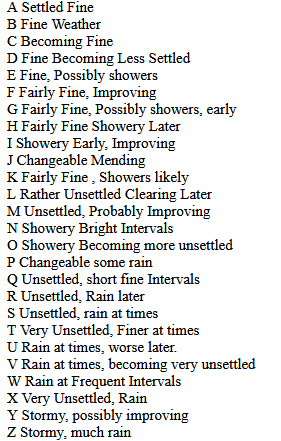 A Settled Fine
B Fine Weather
C Becoming Fine
D Fine Becoming Less Settled
E Fine, Possibly showers
F Fairly Fine, Improving
G Fairly Fine, Possibly showers, early
H Fairly Fine Showery Later
I Showery Early, Improving
J Changeable Mending
K Fairly Fine , Showers likely
L Rather Unsettled Clearing Later
M Unsettled, Probably Improving
N Showery Bright Intervals
O Showery Becoming more unsettled
P Changeable some rain
Q Unsettled, short fine Intervals
R Unsettled, Rain later
S Unsettled, rain at times
T Very Unsettled, Finer at times
U Rain at times, worse later.
V Rain at times, becoming very unsettled
W Rain at Frequent Intervals
X Very Unsettled, Rain
Y Stormy, possibly improving
Z Stormy, much rain